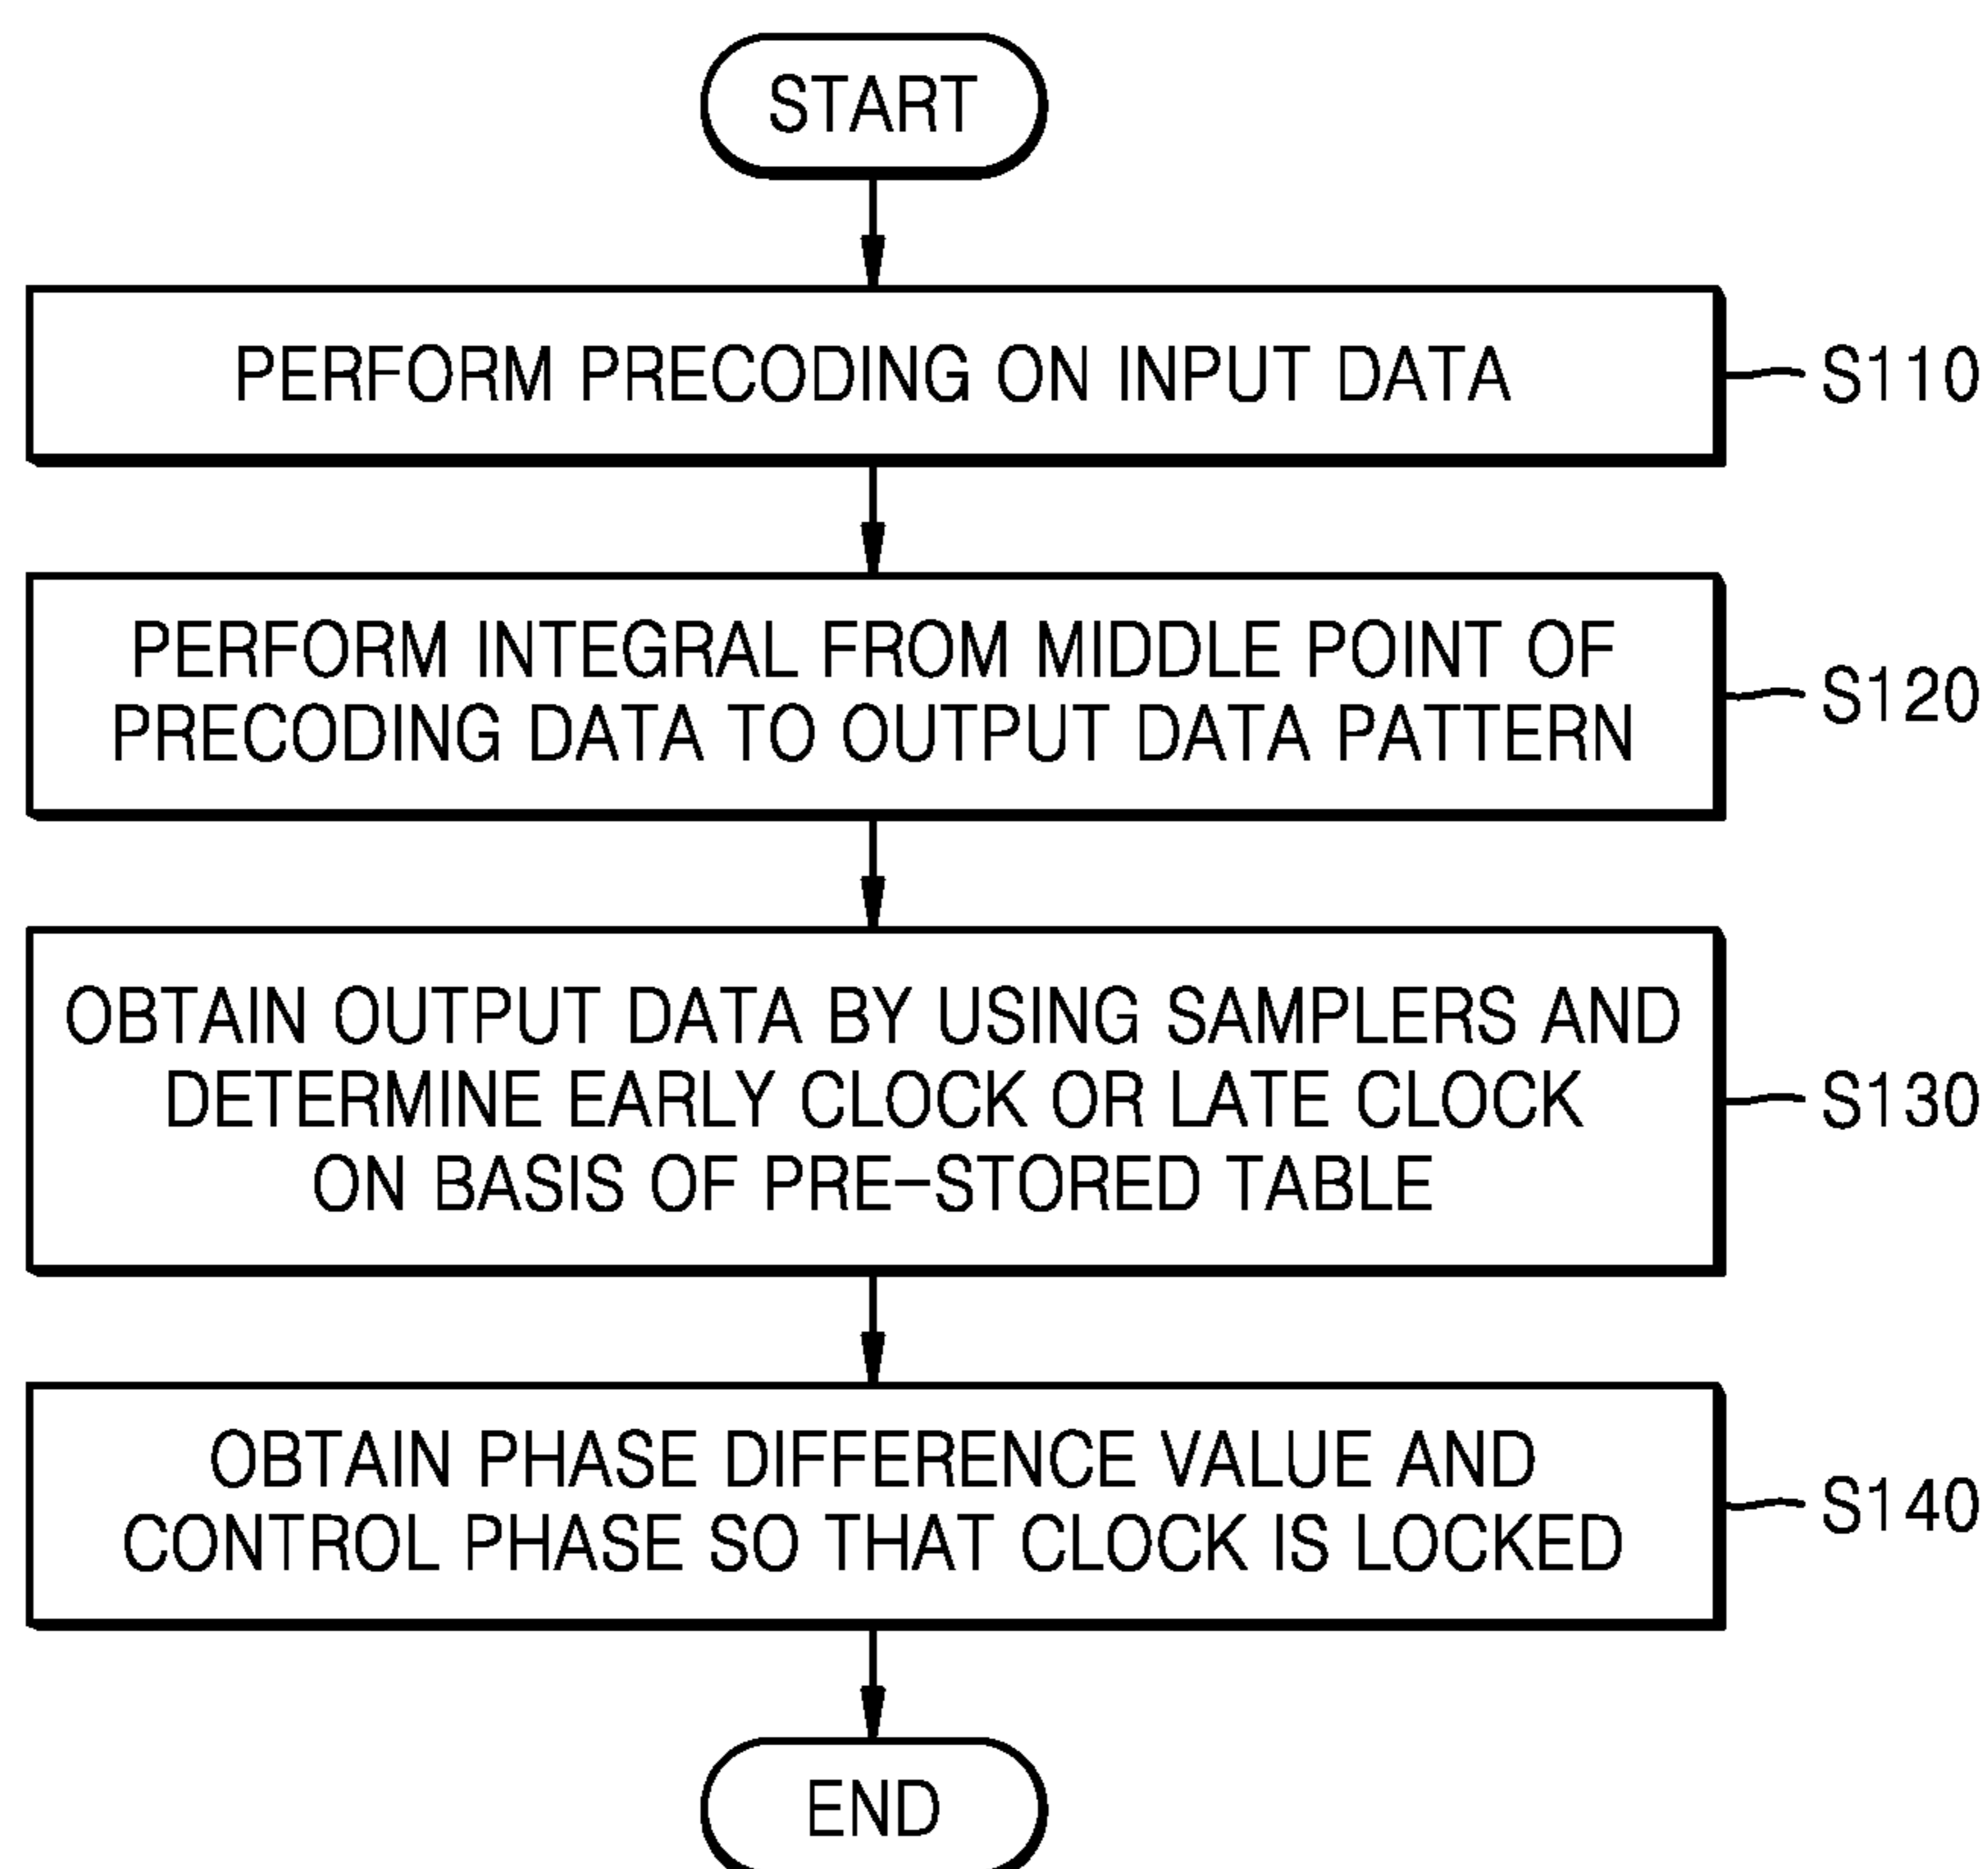 START
PERFORM PRECODING ON INPUT DATA
S110
PERFORM INTEGRAL FROM MIDDLE POINT OF
PRECODING DATA TO OUTPUT DATA PATTERN
S120
OBTAIN OUTPUT DATA BY USING SAMPLERS AND
DETERMINE EARLY CLOCK OR LATE CLOCK
ON BASIS OF PRE-STORED TABLE
S130
OBTAIN PHASE DIFFERENCE VALUE AND
CONTROL PHASE SO THAT CLOCK IS LOCKED
S140
END